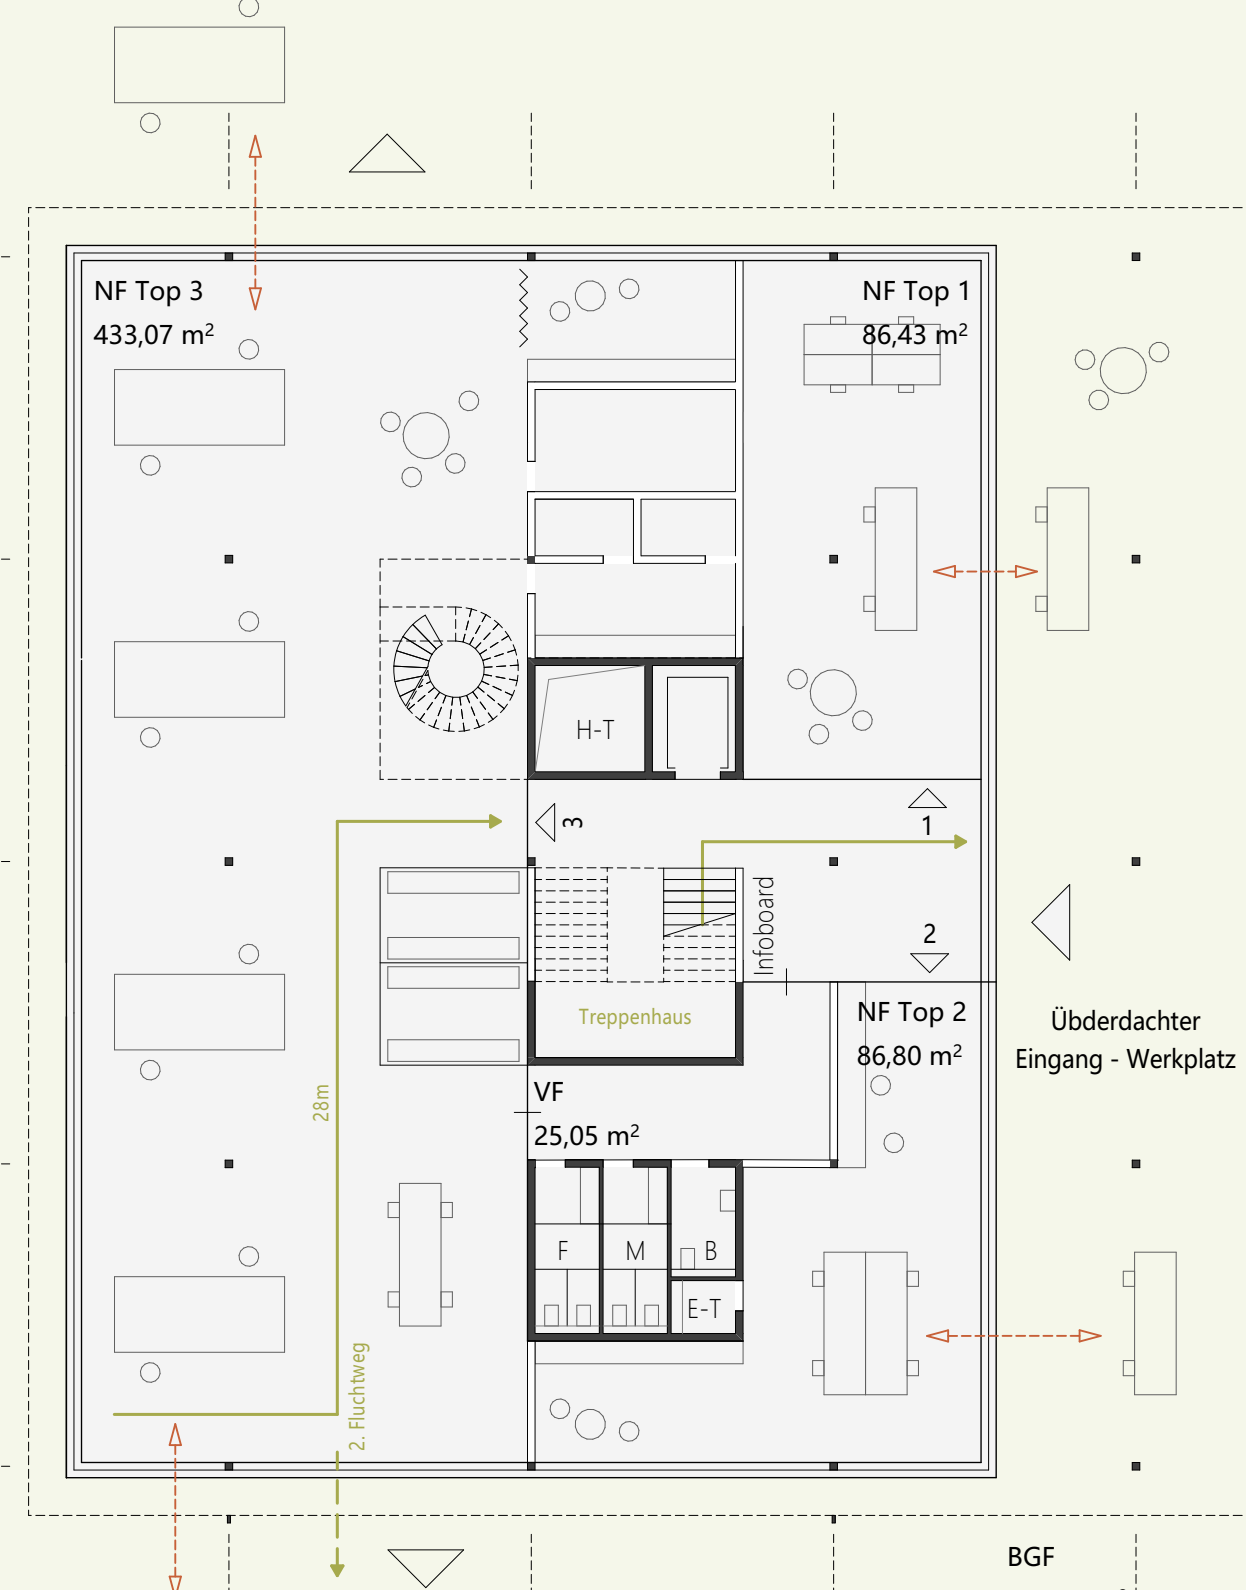 NF Top 3
433,07 m²
NF Top 1
86,43 m²
H-T
3
1
Infoboard
2
Treppenhaus
NF Top 2
86,80 m²
Übderdachter
Eingang - Werkplatz
28m
VF
25,05 m²
F
M
B
E-T
2. Fluchtweg
BGF